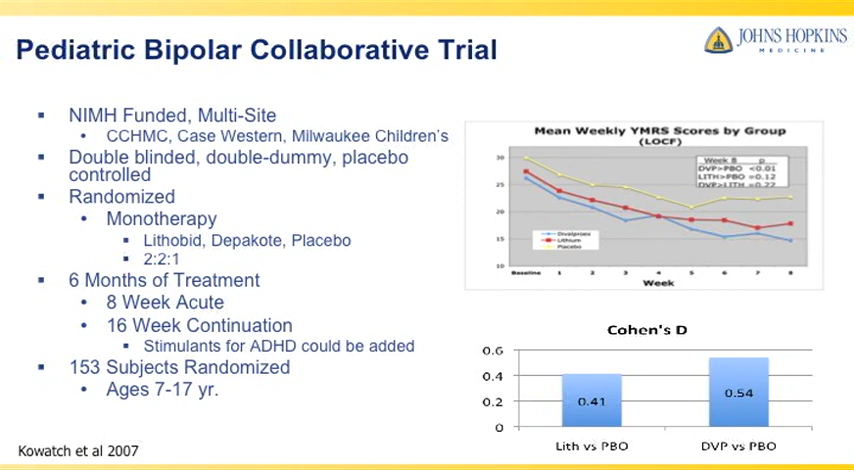 Pediatric Bipolar Collaborative Trial
JOHNS HOPKINS
MEDICINE
NIMH Funded, Multi-Site
CCHMC, Case Western, Milwaukee Children's
Double blinded, double-dummy, placebo
controlled
Randomized
Monotherapy
Lithobid, Depakote, Placebo
2:2:1
6 Months of Treatment
8 Week Acute
16 Week Continuation
Stimulants for ADHD could be added
153 Subjects Randomized
Ages 7-17 yr.
Kowatch et al 2007
Mean Weekly YMRS Scores by Group
(LOCF)
Week 8 p
DVP>PBO <0.01
LITH>PBO =0.12
DVP>LITH =0.22
30
25
20
15
10
Divalproex
Lithium
Placebo
Baseline 1 2 3 4 5 6 7 8
Week
Cohen's D
0.6
0.4
0.2
0
0.41
0.54
Lith vs PBO DVP vs PBO